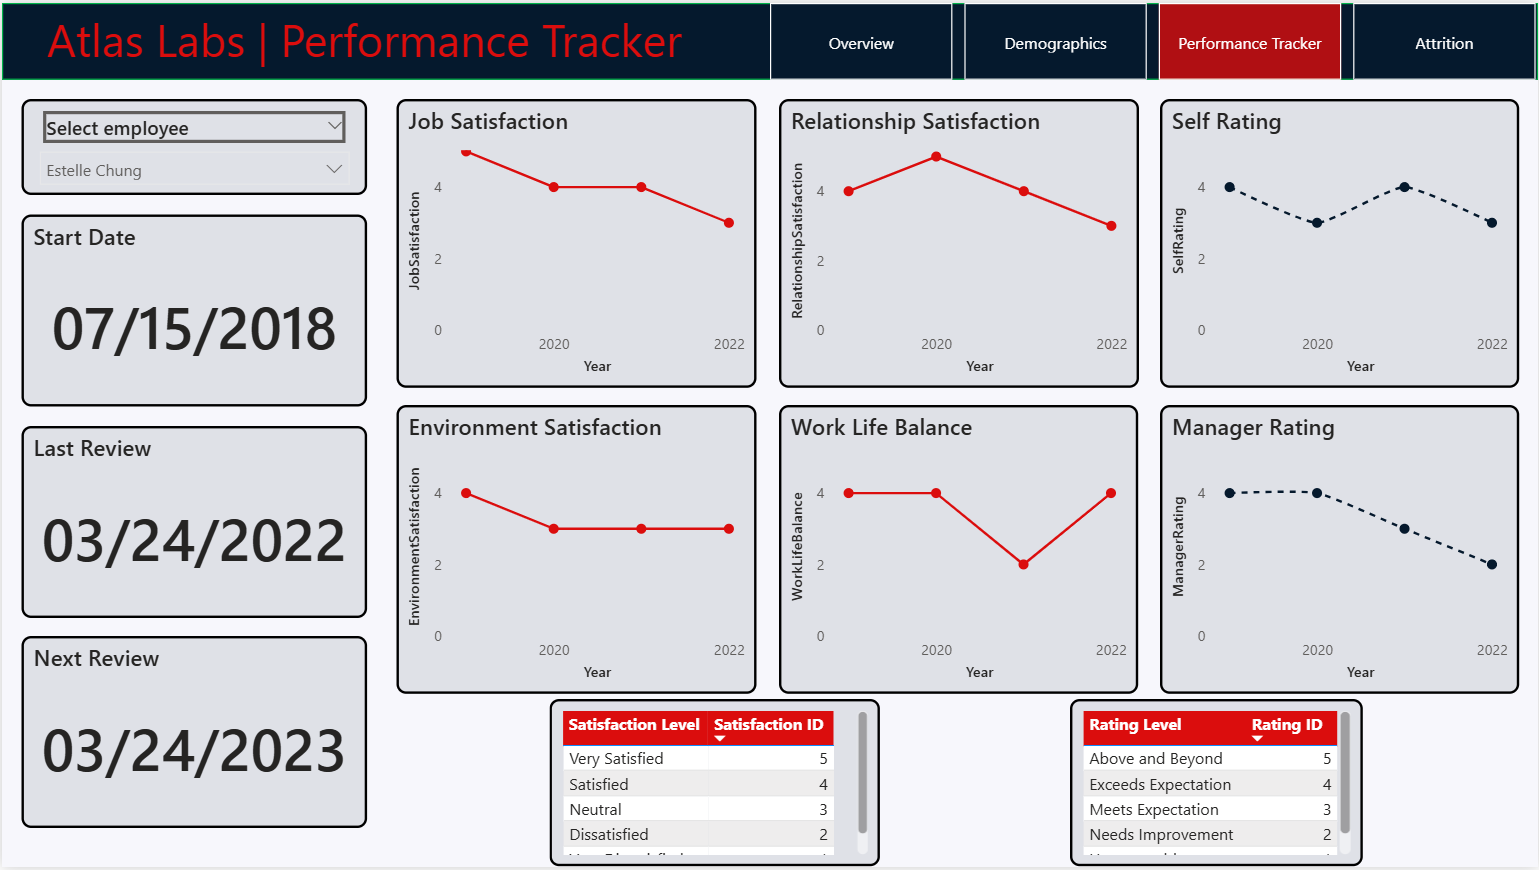 Atlas Labs | Performance Tracker
Overview
Demographics
Performance Tracker
Attrition
Select employee
Estelle Chung
Start Date
07/15/2018
Last Review
03/24/2022
Next Review
03/24/2023
Job Satisfaction
JobSatisfaction
4
2
0
2020 2022
Year
Relationship Satisfaction
RelationshipSatisfaction
4
2
0
2020 2022
Year
Self Rating
SelfRating
4
2
0
2020 2022
Year
Environment Satisfaction
EnvironmentSatisfaction
4
2
0
2020 2022
Year
Work Life Balance
WorkLifeBalance
4
2
0
2020 2022
Year
Manager Rating
ManagerRating
4
2
0
2020 2022
Year
Satisfaction Level Satisfaction ID
Very Satisfied 5
Satisfied 4
Neutral 3
Dissatisfied 2
Rating Level Rating ID
Above and Beyond 5
Exceeds Expectation 4
Meets Expectation 3
Needs Improvement 2